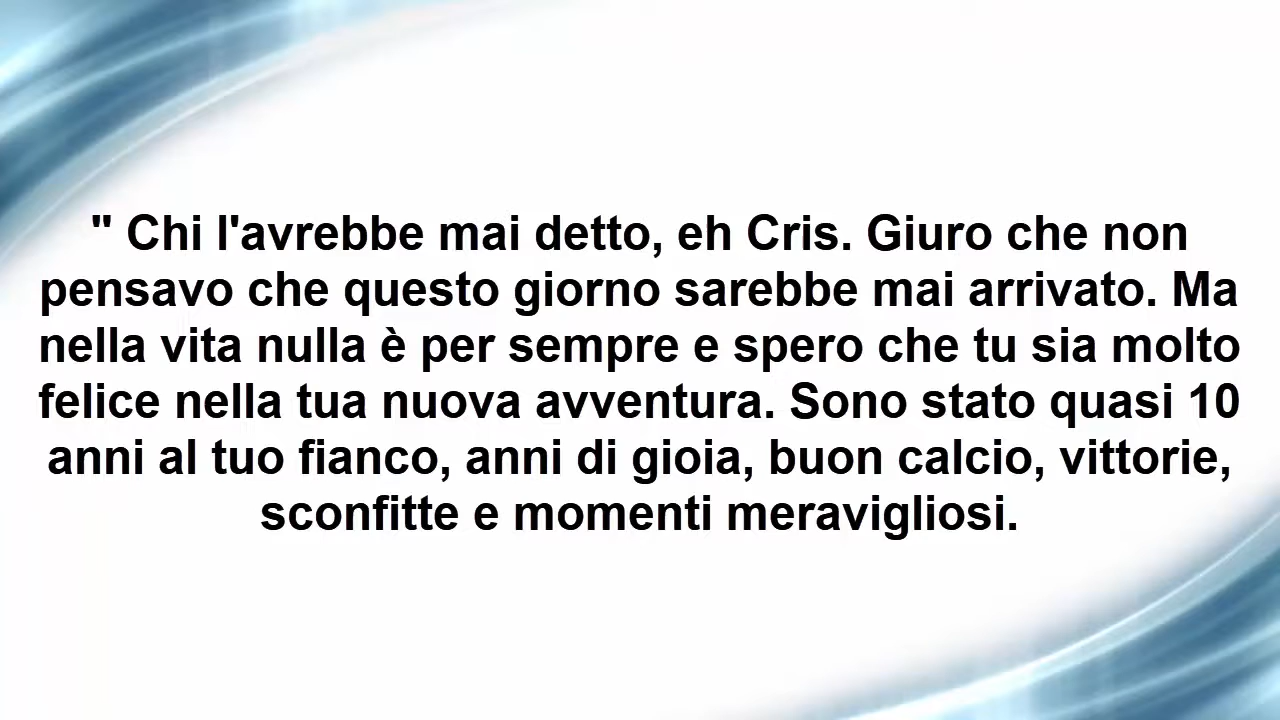 " Chi l'avrebbe mai detto, eh Cris. Giuro che non
pensavo che questo giorno sarebbe mai arrivato. Ma
nella vita nulla è per sempre e spero che tu sia molto
felice nella tua nuova avventura. Sono stato quasi 10
anni al tuo fianco, anni di gioia, buon calcio, vittorie,
sconfitte e momenti meravigliosi.